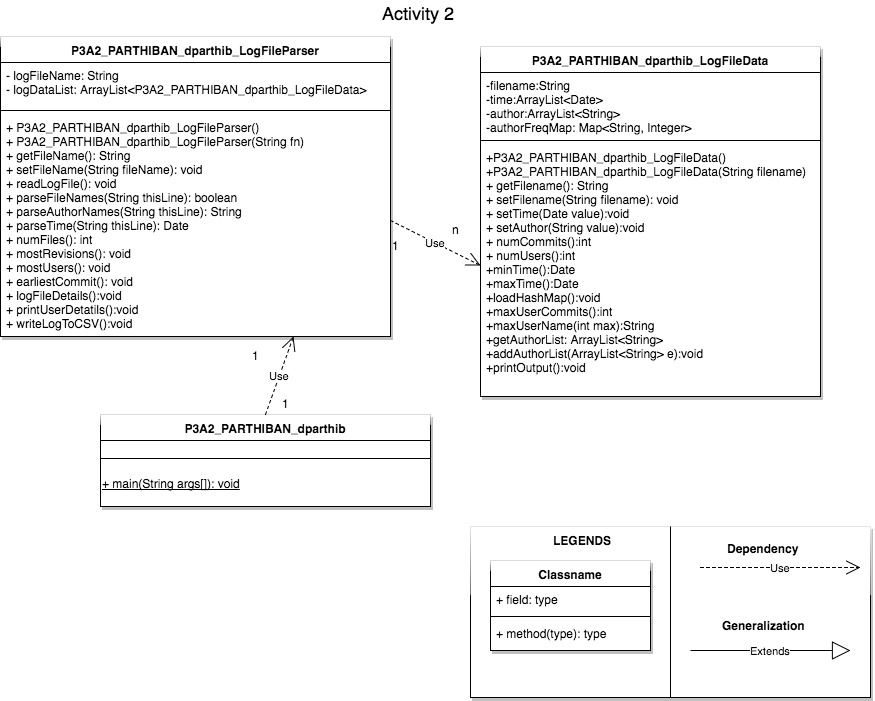 Activity 2
P3A2_PARTHIBAN_dparthib_LogFileParser
- logFileName: String
- logDataList: ArrayList<P3A2_PARTHIBAN_dparthib_LogFileData>
+ P3A2_PARTHIBAN_dparthib_LogFileParser()
+ P3A2_PARTHIBAN_dparthib_LogFileParser(String fn)
+ getFileName(): String
+ setFileName(String fileName): void
+ readLogFile(): void
+ parseFileNames(String thisLine): boolean
+ parseAuthorNames(String thisLine): String
+ parseTime(String thisLine): Date
+ numFiles(): int
+ mostRevisions(): void
+ mostUsers(): void
+ earliestCommit(): void
+ logFileDetails():void
+ printUserDetatils():void
+ writeLogToCSV():void
1
Use
n
P3A2_PARTHIBAN_dparthib_LogFileData
-filename:String
-time:ArrayList<Date>
-author:ArrayList<String>
-authorFreqMap: Map<String, Integer>
+P3A2_PARTHIBAN_dparthib_LogFileData()
+P3A2_PARTHIBAN_dparthib_LogFileData(String filename)
+ getFilename(): String
+ setFilename(String filename): void
+ setTime(Date value):void
+ setAuthor(String value):void
+ numCommits():int
+ numUsers():int
+minTime():Date
+maxTime():Date
+loadHashMap():void
+maxUserCommits():int
+maxUserName(int max):String
+getAuthorList: ArrayList<String>
+addAuthorList(ArrayList<String> e):void
+printOutput():void
1
Use
1
P3A2_PARTHIBAN_dparthib
+ main(String args[]): void
LEGENDS
Classname
+ field: type
+ method(type): type
Dependency
Use
Generalization
Extends